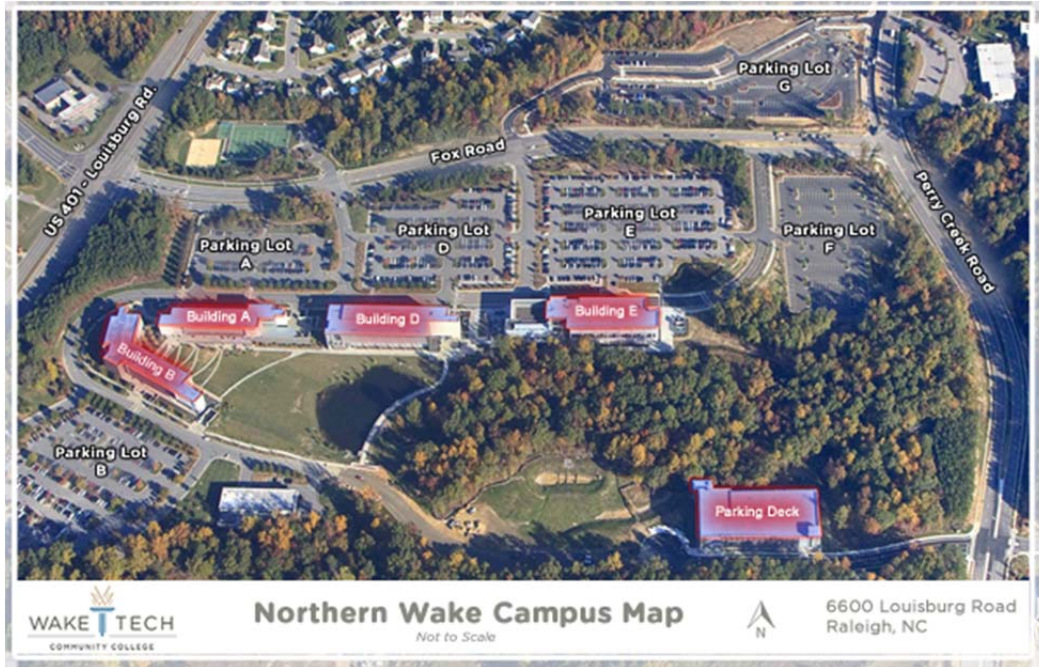 Parking Lot
G
US 401 - Louisburg Rd.
Fox Road
Perry Creek Road
Parking Lot
A
Parking Lot
D
Parking Lot
E
Parking Lot
F
Building A
Building D
Building E
Building B
Parking Lot
B
Parking Deck
WAKE TECH
COMMUNITY COLLEGE
Northern Wake Campus Map
Not to Scale
N
6600 Louisburg Road
Raleigh, NC